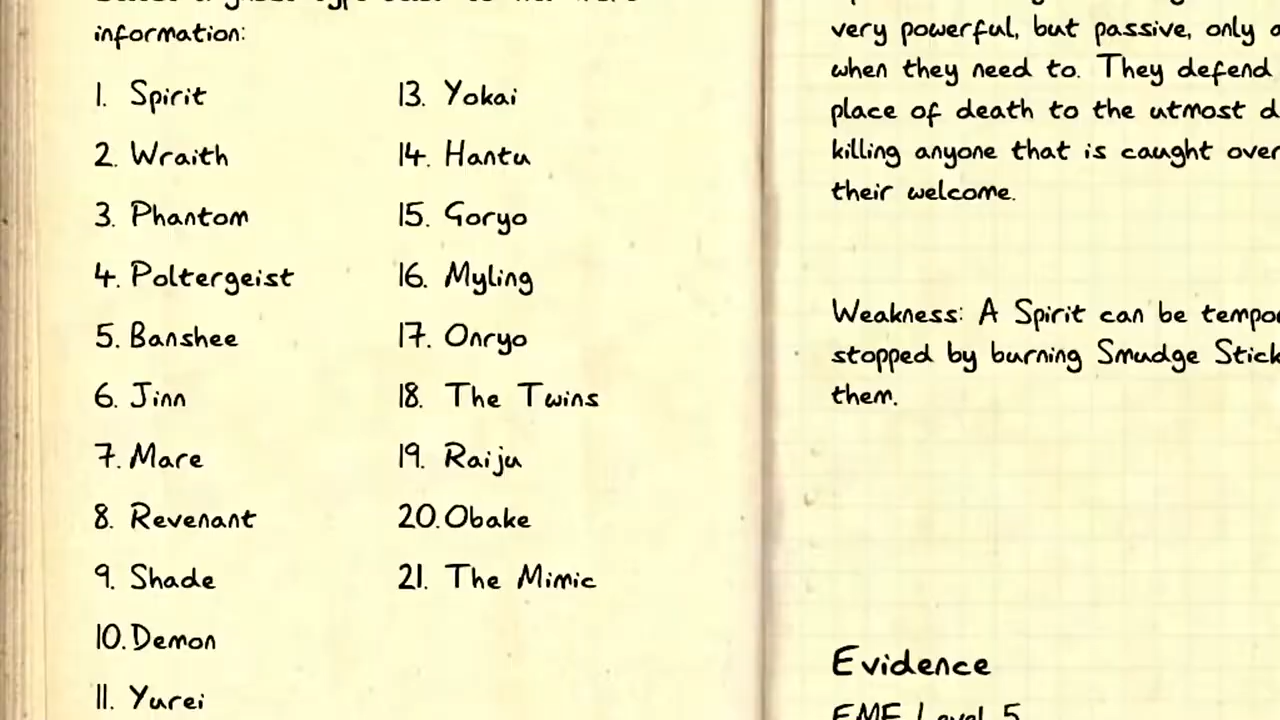 information:
1. Spirit
2. Wraith
3. Phantom
4. Poltergeist
5. Banshee
6. Jinn
7. Mare
8. Revenant
9. Shade
10. Demon
11. Yurei
13. Yokai
14. Hantu
15. Goryo
16. Myling
17. Onryo
18. The Twins
19. Raiju
20. Obake
21. The Mimic
very powerful, but passive, only
when they need to. They defend
place of death to the utmost
killing anyone that is caught over
their welcome.
Weakness: A Spirit can be tempo
stopped by burning Smudge Stick
them.
Evidence
EMF Level 5